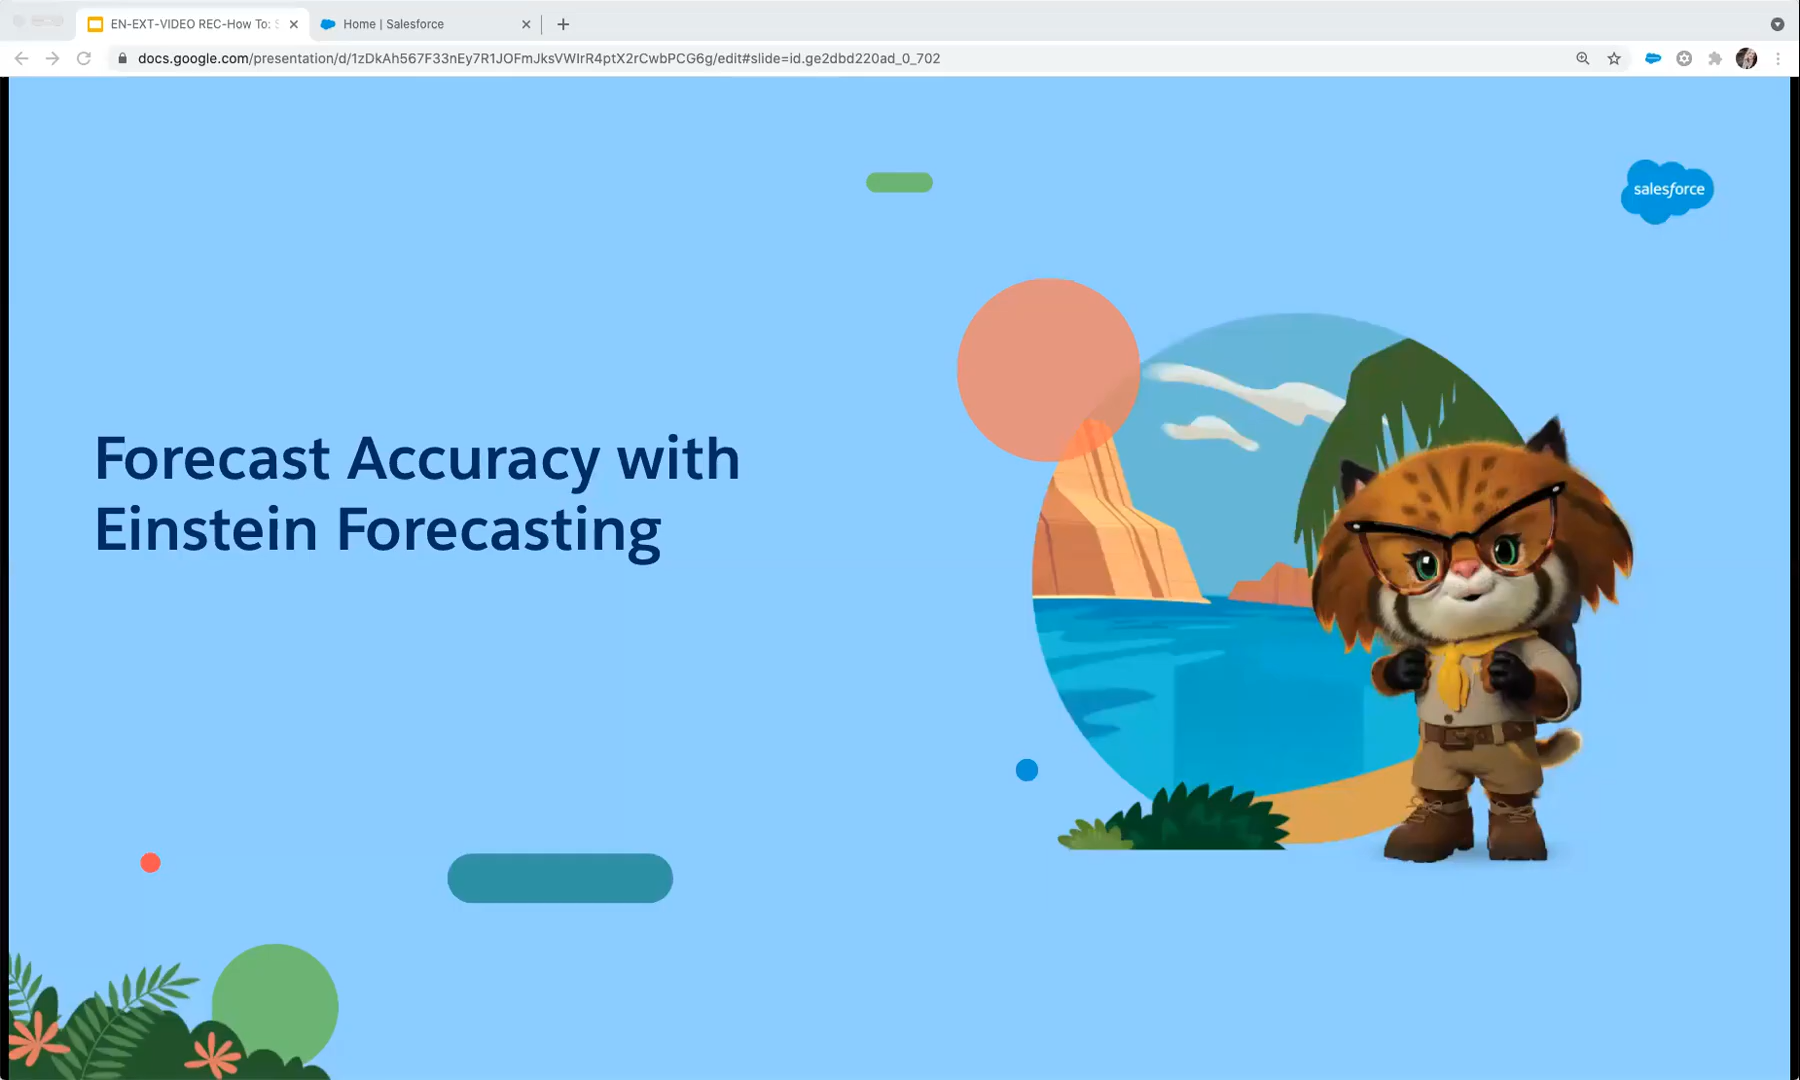 EN-EXT-VIDEO REC-How To: S
Home | Salesforce
docs.google.com/presentation/d/1zDkAh567F33nEy7R1JOFmJksVWIrR4ptX2rCwbPCG6g/edit#slide=id.ge2dbd220ad_0_702
salesforce
Forecast Accuracy with
Einstein Forecasting